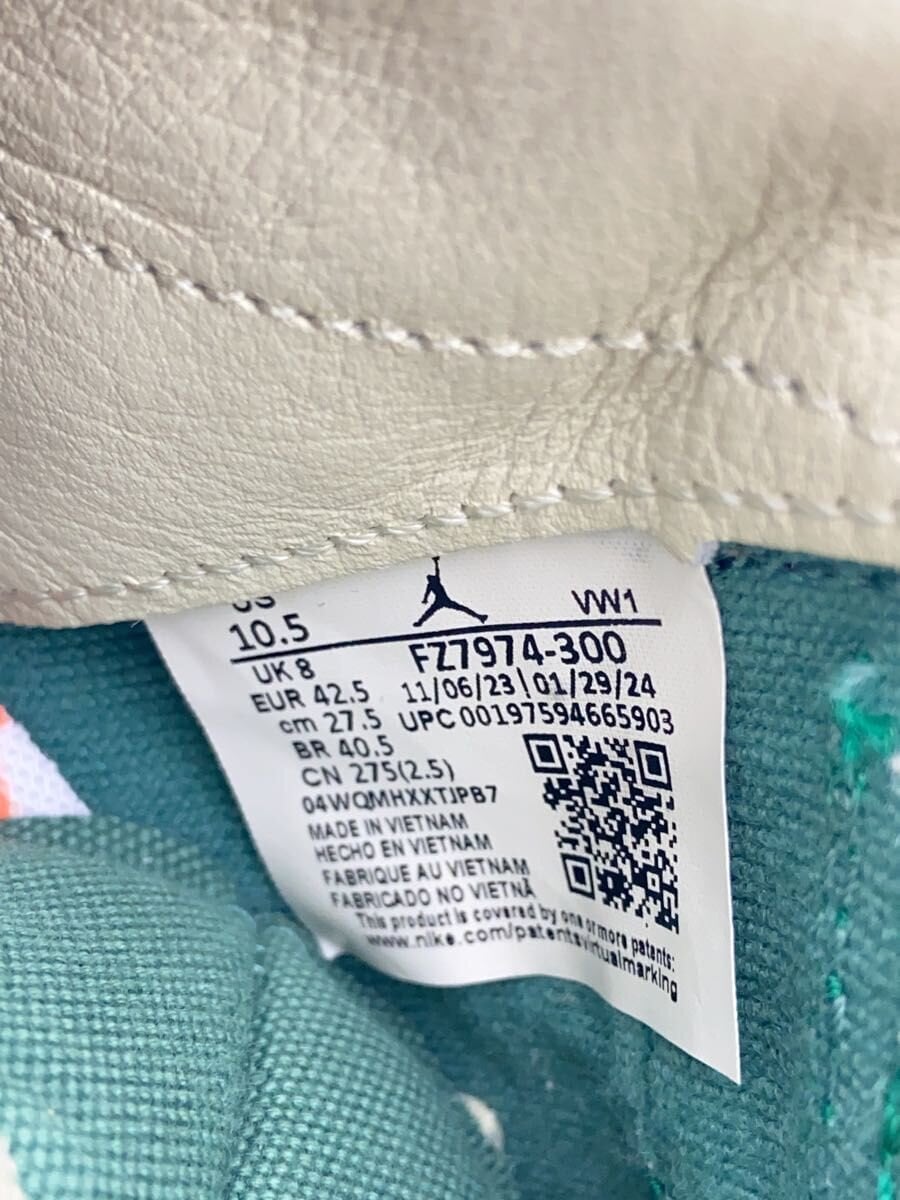 US
10.5
VW1
UK 8
FZ7974-300
EUR 42.5
11/06/23\01/29/24
cm 27.5
UPC 00197594665903
BR 40.5
CN 275(2.5)
04WQMHXXTJPB7
MADE IN VIETNAM
HECHO EN VIETNAM
FABRIQUE AU VIETNAM
FABRICADO NO VIETNÃ
This product is covered by one or more patents:
www.nike.com/patentsvirtualmarking